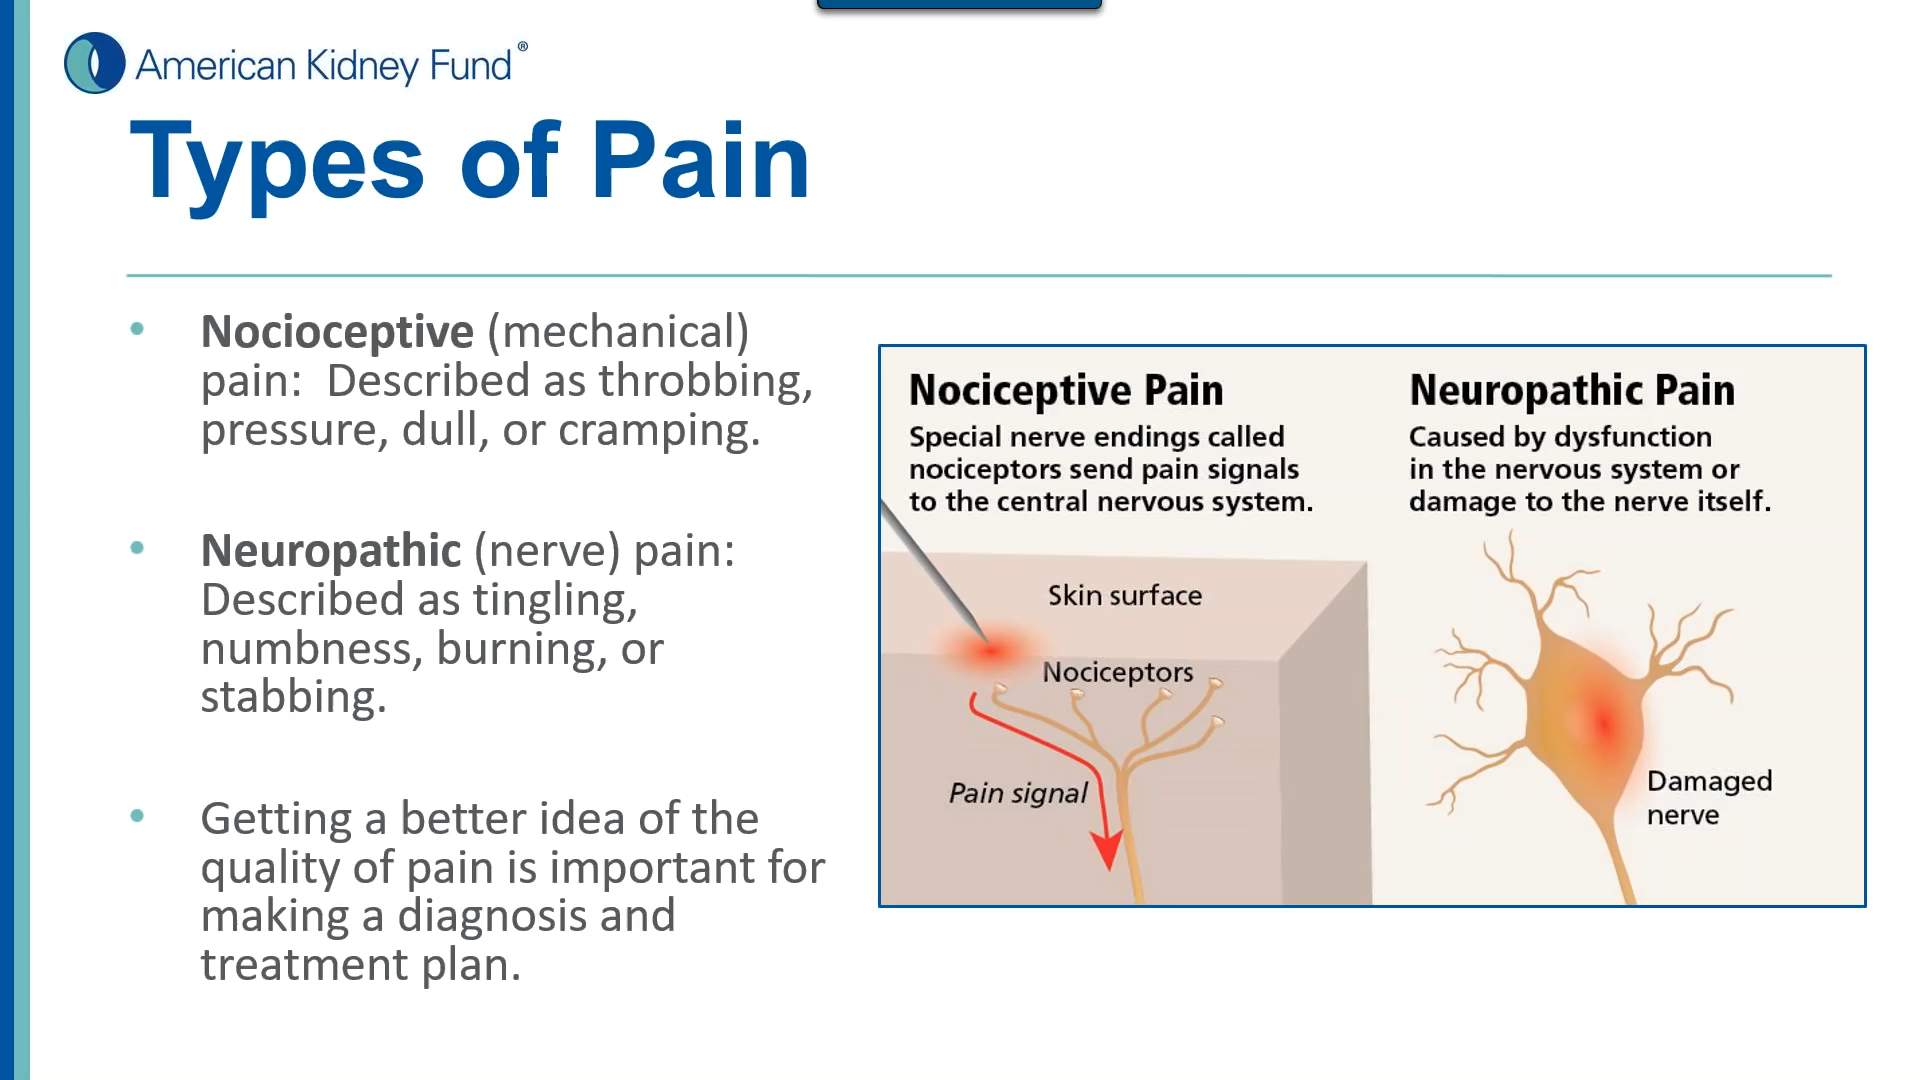 American Kidney Fund®
Types of Pain
• Nocioceptive (mechanical)
pain:  Described as throbbing,
pressure, dull, or cramping.
• Neuropathic (nerve) pain:
Described as tingling,
numbness, burning, or
stabbing.
• Getting a better idea of the
quality of pain is important for
making a diagnosis and
treatment plan.
Nociceptive Pain
Special nerve endings called
nociceptors send pain signals
to the central nervous system.
Skin surface
Nociceptors
Pain signal
Neuropathic Pain
Caused by dysfunction
in the nervous system or
damage to the nerve itself.
Damaged
nerve